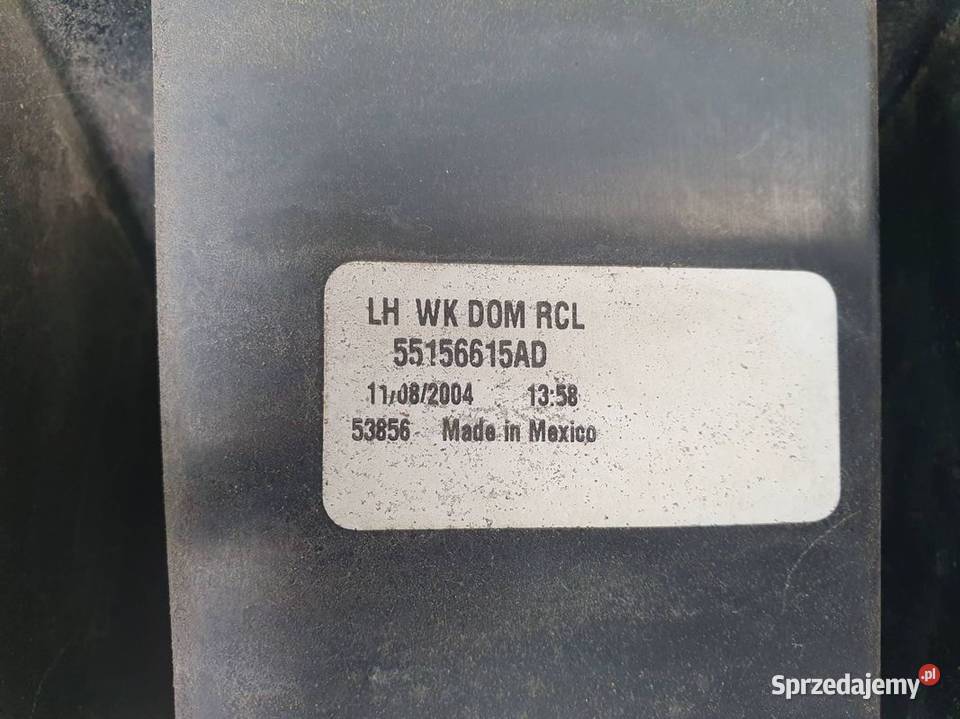 LH WK DOM RCL
55156615AD
11/08/2004 13:58
53856 Made in Mexico
Sprzedajemy.pl